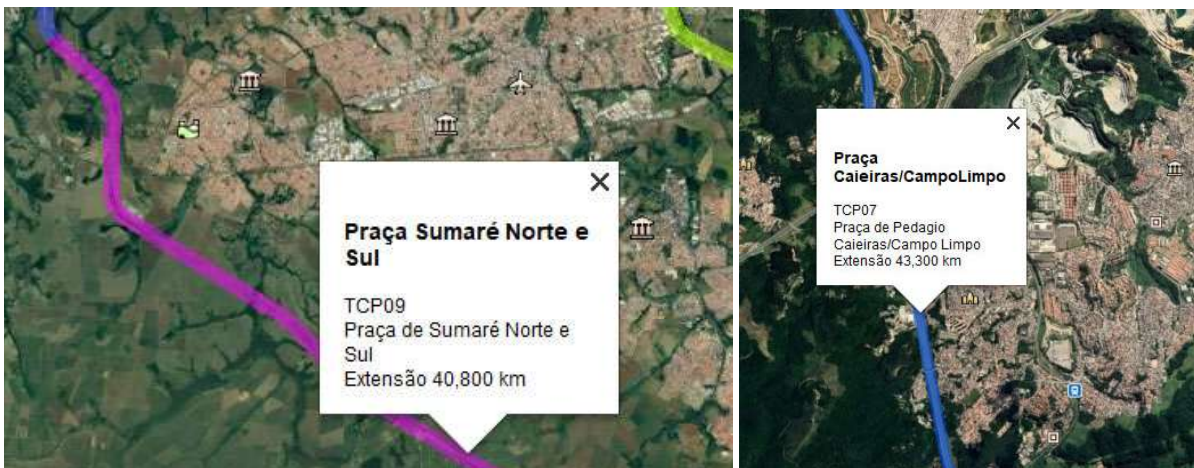 Praça Sumaré Norte e
Sul
TCP09
Praça de Sumaré Norte e
Sul
Extensão 40,800 km
Praça
Caieiras/CampoLimpo
TCP07
Praça de Pedagio
Caieiras/Campo Limpo
Extensão 43,300 km